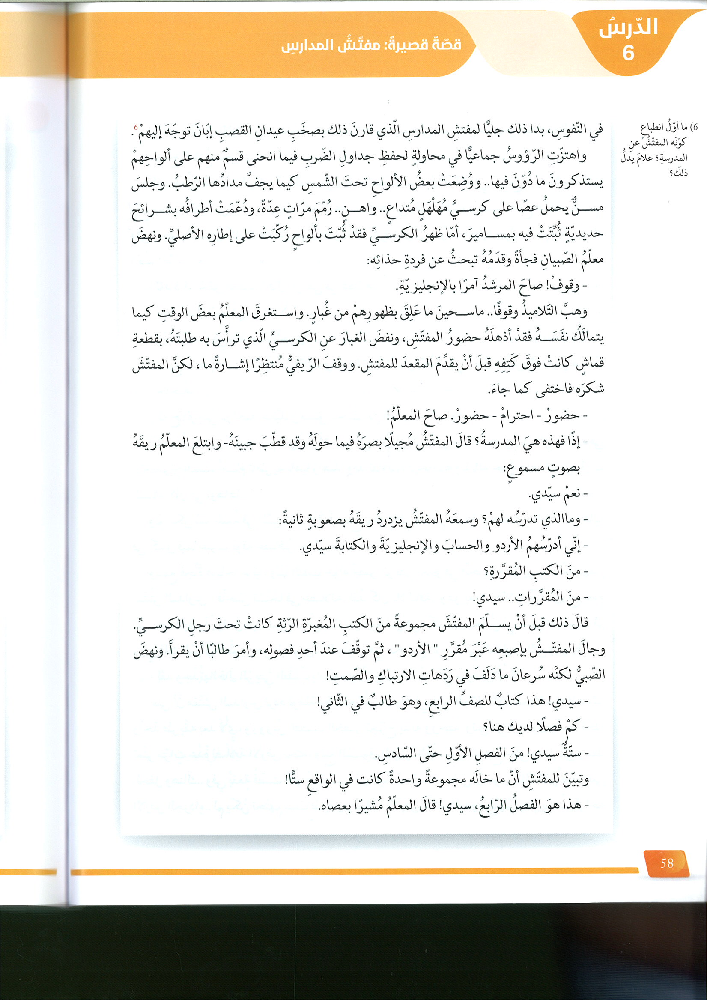 الدّرسُ
6
قصّةٌ قصيرةٌ: مفتّشُ المدارسِ
6) ما أوّلُ انطباعٍ
كوّنَه المفتّشُ عنِ
المدرسةِ؟ علامَ يدلُّ
ذلكَ؟
في النّفوسِ، بدا ذلك جليًّا لمفتشِ المدارسِ الّذي قارنَ ذلك بصخَبِ عيدانِ القصبِ إبّانَ توجّهَ إليهمْ6.
واهتزّتِ الرّؤوسُ جماعيًّا في محاولةٍ لحفظِ جداولِ الضّربِ فيما انحنى قسمٌ منهم على ألواحِهمْ
يستذكرونَ ما دُوّنَ فيها.. ووُضِعَتْ بعضُ الألواحِ تحتَ الشّمسِ كيما يجفَّ مدادُها الرّطبُ. وجلسَ
مسنٌّ يحملُ عصًا على كرسيٍّ مُهَلْهَلٍ مُتداعٍ.. واهنٍ.. رُمّمَ مرّاتٍ عِدّةً، ودُعّمَتْ أطرافُه بشرائحَ
حديديّةٍ ثُبِّتَتْ فيه بمساميرَ، أمّا ظهرُ الكرسيِّ فقدْ ثُبّتَ بألواحٍ رُكّبَتْ على إطارِه الأصليِّ. ونهضَ
معلّمُ الصّبيانِ فجأةً وقدَمُهُ تبحثُ عن فردةِ حذائِه:
- وقوفْ! صاحَ المرشدُ آمرًا بالإنجليزيّةِ.
وهبَّ التَلاميذُ وقوفًا.. ماسحينَ ما عَلِقَ بظهورِهمْ من غُبارٍ. واستغرقَ المعلّمُ بعضَ الوقتِ كيما
يتمالَكُ نفَسَهُ فقدْ أذهلَهُ حضورُ المفتّشِ، ونفضَ الغبارَ عنِ الكرسيِّ الّذي ترأَّسَ به طلبتَهُ، بقطعةِ
قماشٍ كانتْ فوقَ كَتِفِهِ قبلَ أنْ يقدِّمَ المقعدَ للمفتشِ. ووقفَ الرّيفيُّ مُنتظِرًا إشارةً ما ، لكنَّ المفتّشَ
شكرَه فاختفى كما جاءَ.
- حضورْ - احترامْ - حضورْ. صاحَ المعلّمُ!
- إذًا فهذه هيَ المدرسةُ؟ قالَ المفتّشُ مُجيلًا بصرَهُ فيما حولَهُ وقد قطّبَ جبينَهُ- وابتلعَ المعلّمُ ريقَهُ
بصوتٍ مسموعٍ:
- نعمْ سيّدي.
- وماالذي تدرّسُه لهمْ؟ وسمعَهُ المفتّشُ يزدردُ ريقَهُ بصعوبةٍ ثانيةً:
- إنّي أدرّسُهمُ الأردو والحسابَ والإنجليزيّةَ والكتابةَ سيّدي.
- منَ الكتبِ المُقرَّرةِ؟
- منَ المُقرَّراتِ.. سيدي!
قالَ ذلك قبلَ أنْ يسلّمَ المفتّشَ مجموعةً منَ الكتبِ المُغبرّةِ الرّثةِ كانتْ تحتَ رجلِ الكرسيِّ.
وجالَ المفتّشُ بإصبعِه عَبْرَ مُقرَّرِ " الأردو" ، ثمَّ توقّفَ عندَ أحدِ فصولِه، وأمرَ طالبًا أنْ يقرأَ. ونهضَ
الصّبيُّ لكنَّه سُرعانَ ما دَلَفَ في رَدَهاتِ الارتباكِ والصّمتِ!
- سيدي! هذا كتابٌ للصفِّ الرابعِ، وهوَ طالبٌ في الثّاني!
- كمْ فصلًا لديك هنا؟
- ستّةٌ سيدي! منَ الفصلِ الأوّلِ حتّى السّادسِ.
وتبيّنَ للمفتّشِ أنّ ما خالَه مجموعةً واحدةً كانت في الواقعِ ستًّا!
- هذا هوَ الفصلُ الرّابعُ، سيدي! قالَ المعلّمُ مُشيرًا بعصاه.
58